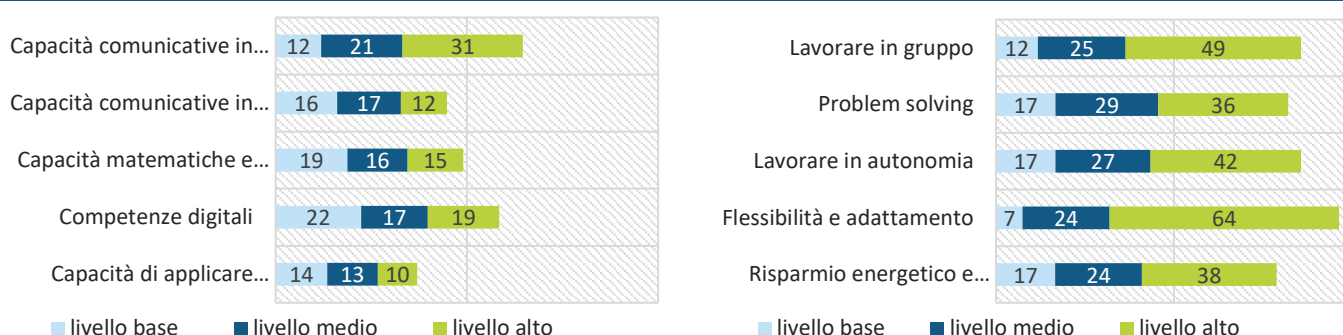 Capacità comunicative in...
12 21 31
Capacità comunicative in...
16 17 12
Capacità matematiche e...
19 16 15
Competenze digitali
22 17 19
Capacità di applicare...
14 13 10
livello base livello medio livello alto
Lavorare in gruppo
12 25 49
Problem solving
17 29 36
Lavorare in autonomia
17 27 42
Flessibilità e adattamento
7 24 64
Risparmio energetico e...
17 24 38
livello base livello medio livello alto